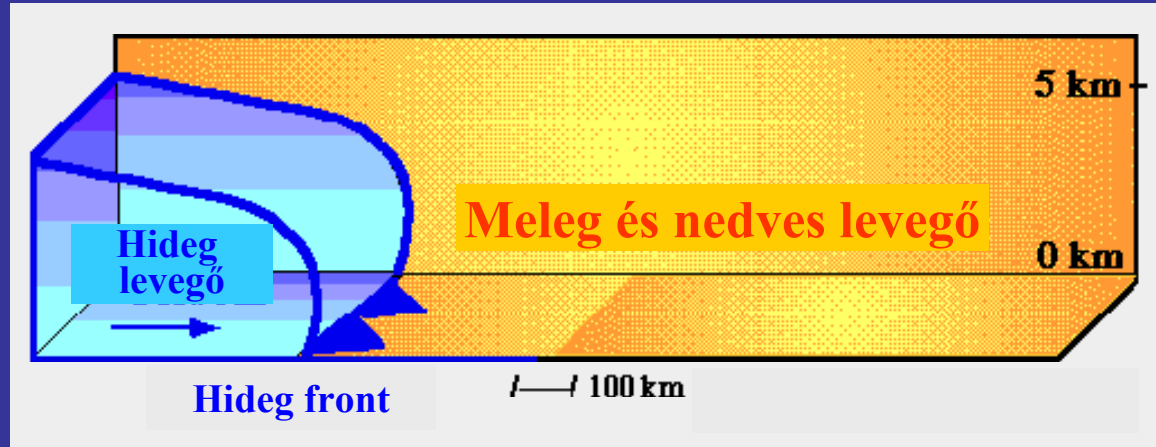 5 km
Meleg és nedves levegő
Hideg
levegő
0 km
100 km
Hideg front